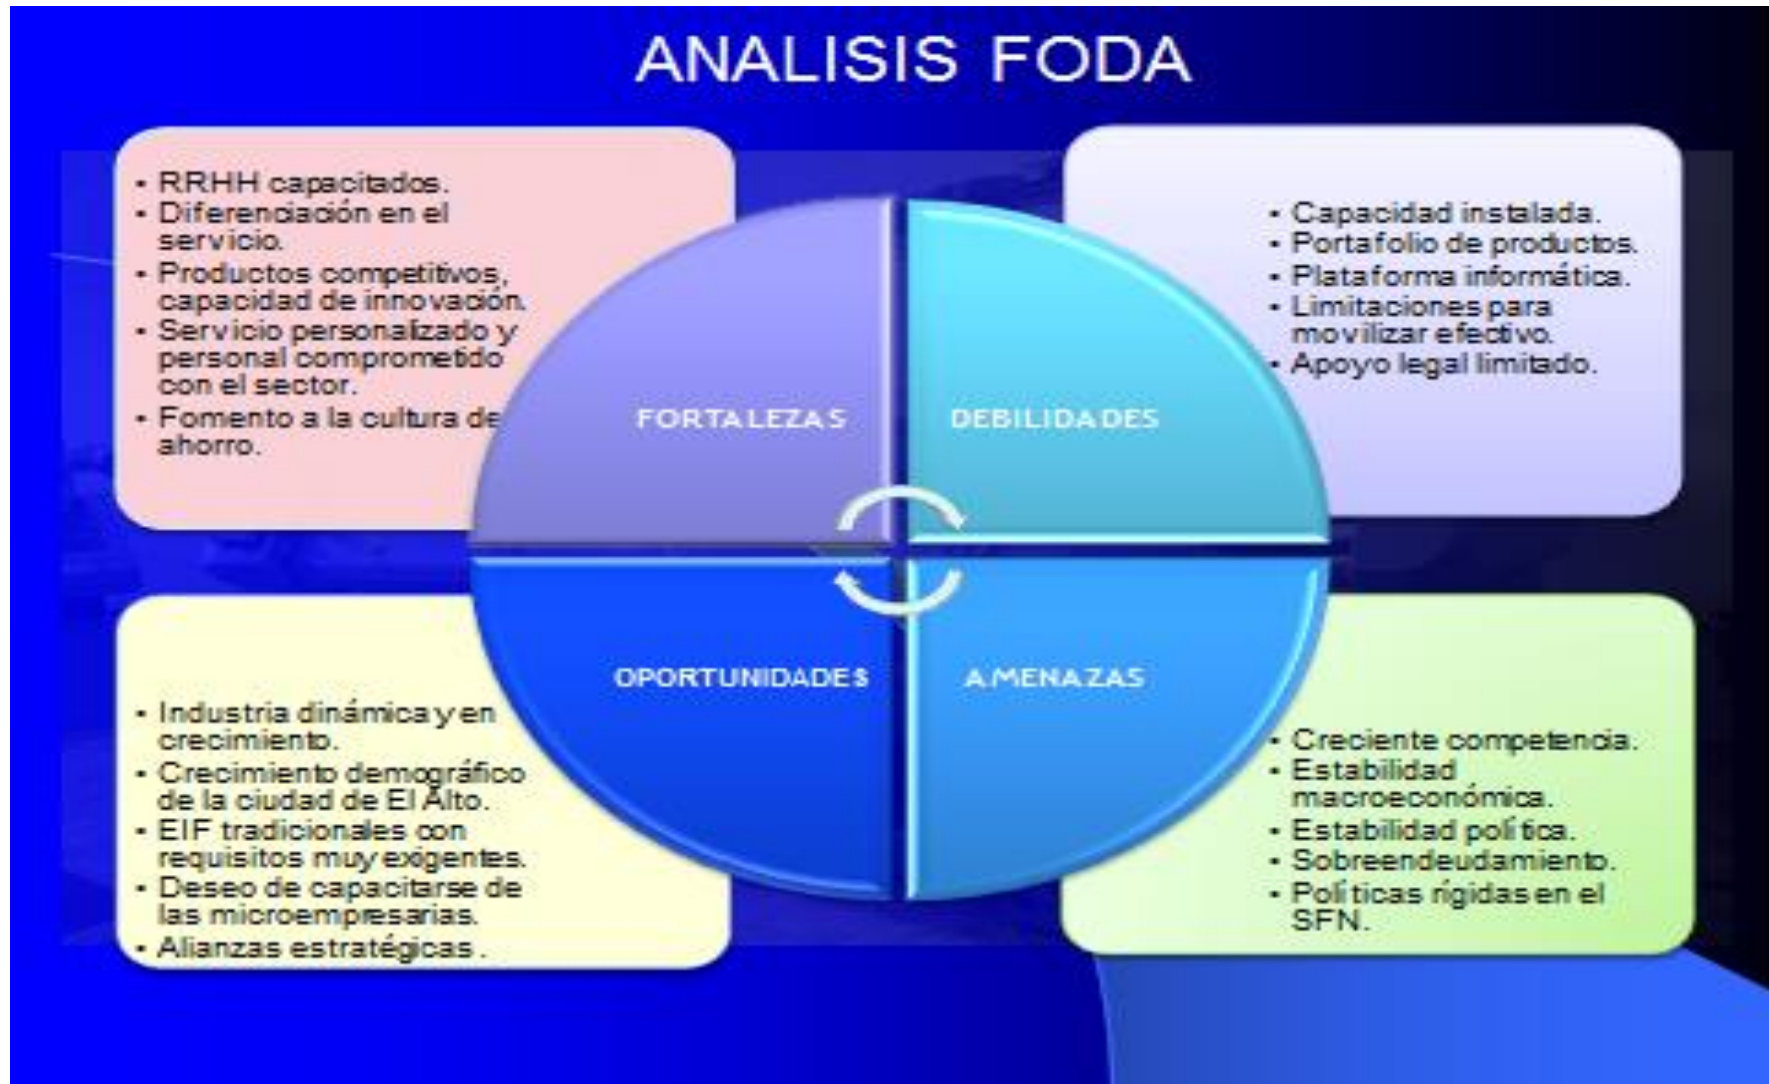 ANALISIS FODA
• RRHH capacitados.
• Diferenciación en el
servicio.
• Productos competitivos,
capacidad de innovación.
• Servicio personalizado y
personal comprometido
con el sector.
• Fomento a la cultura de
ahorro.
• Capacidad instalada.
• Portafolio de productos.
• Plataforma informática.
• Limitaciones para
movilizar efectivo.
• Apoyo legal limitado.
FORTALEZAS
DEBILIDADES
OPORTUNIDADES
AMENAZAS
• Industria dinámica y en
crecimiento.
• Crecimiento demográfico
de la ciudad de El Alto.
• EIF tradicionales con
requisitos muy exigentes.
• Deseo de capacitarse de
las microempresarias.
• Alianzas estratégicas .
• Creciente competencia.
• Estabilidad
macroeconómica.
• Estabilidad política.
• Sobreendeudamiento.
• Políticas rígidas en el
SFN.